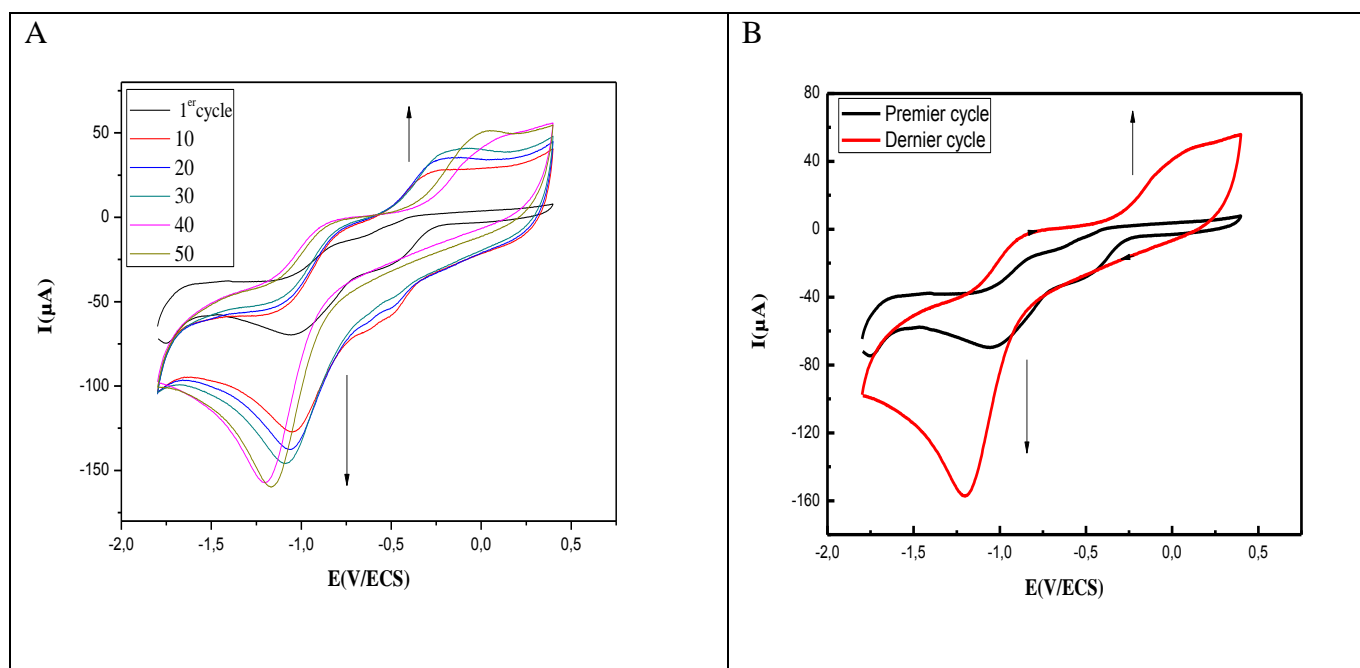 A
1er cycle
10
20
30
40
50
50
0
-50
-100
-150
I(µA)
-2,0 -1,5 -1,0 -0,5 0,0 0,5
E(V/ECS)
B
Premier cycle
Dernier cycle
80
40
0
-40
-80
-120
-160
I(µA)
-2,0 -1,5 -1,0 -0,5 0,0 0,5
E(V/ECS)